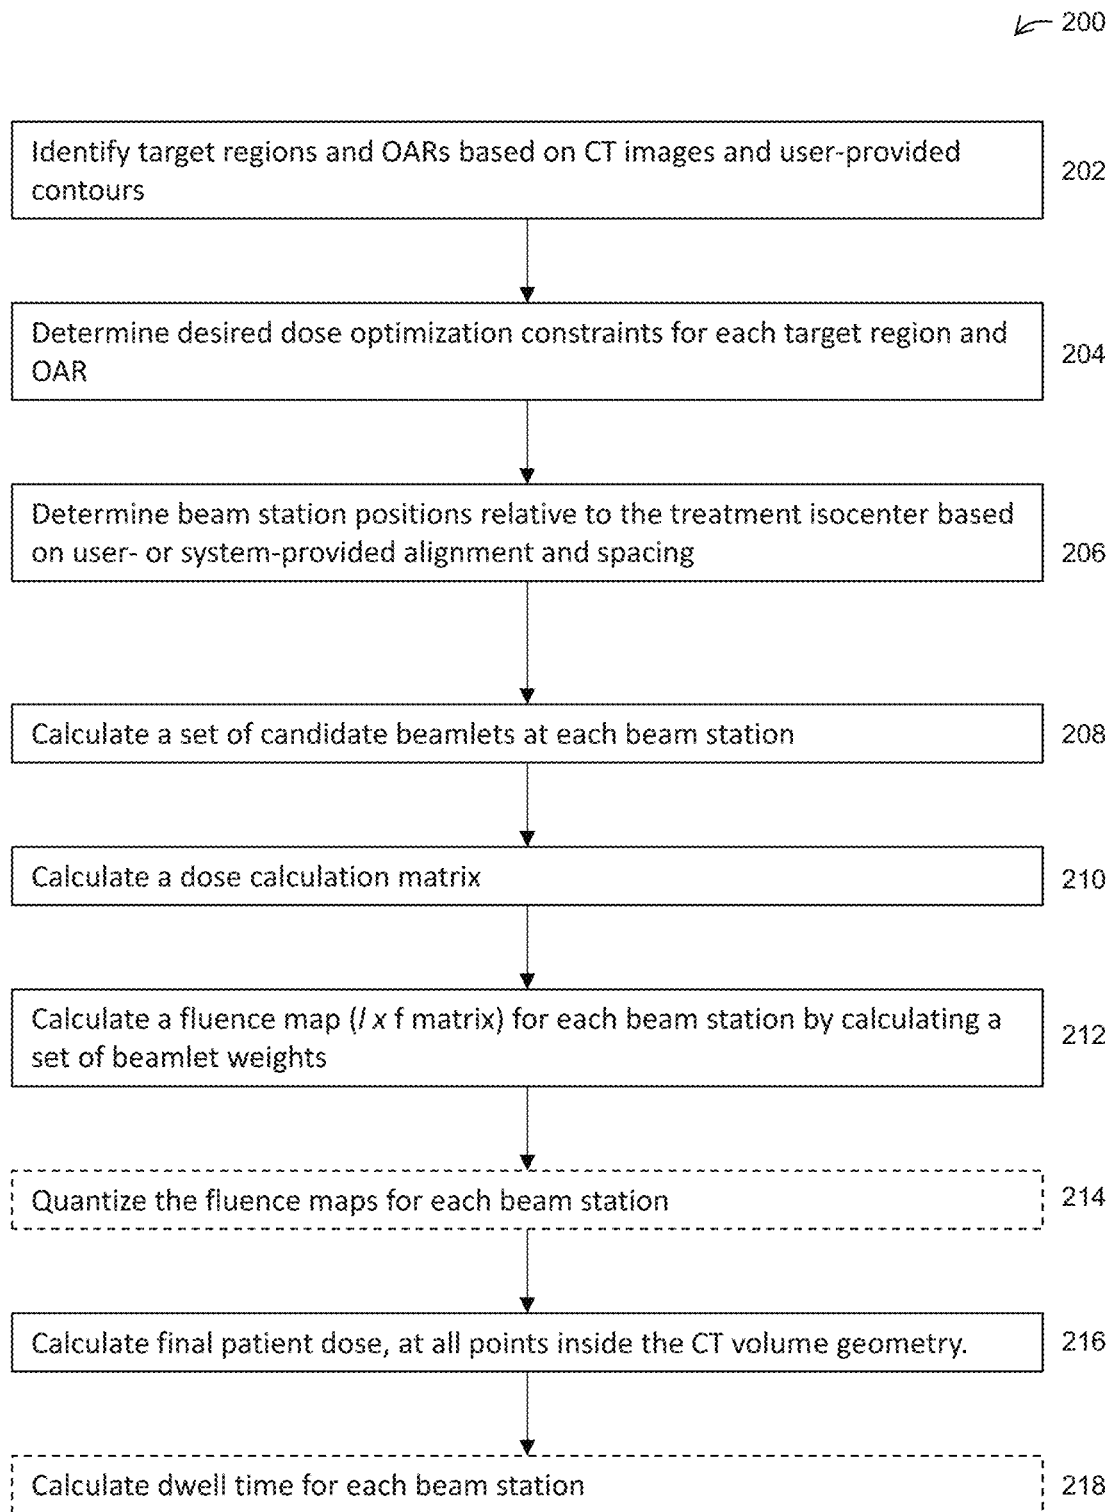 200
Identify target regions and OARs based on CT images and user-provided
contours
202
Determine desired dose optimization constraints for each target region and
OAR
204
Determine beam station positions relative to the treatment isocenter based
on user- or system-provided alignment and spacing
206
Calculate a set of candidate beamlets at each beam station
208
Calculate a dose calculation matrix
210
Calculate a fluence map (l x f matrix) for each beam station by calculating a
set of beamlet weights
212
Quantize the fluence maps for each beam station
214
Calculate final patient dose, at all points inside the CT volume geometry.
216
Calculate dwell time for each beam station
218